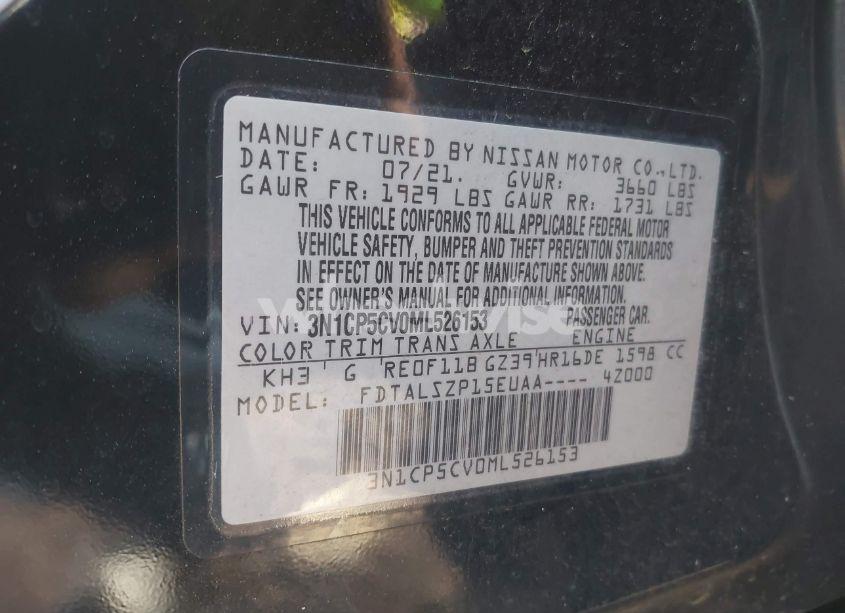 MANUFACTURED BY NISSAN MOTOR CO., LTD.
DATE: 07/21. GVWR: 3660 LBS
GAWR FR: 1929 LBS GAWR RR: 1731 LBS
THIS VEHICLE CONFORMS TO ALL APPLICABLE FEDERAL MOTOR
VEHICLE SAFETY, BUMPER AND THEFT PREVENTION STANDARDS
IN EFFECT ON THE DATE OF MANUFACTURE SHOWN ABOVE.
SEE OWNER'S MANUAL FOR ADDITIONAL INFORMATION.
VIN: 3N1CP5CV0ML526153 PASSENGER CAR.
COLOR TRIM TRANS AXLE ENGINE
KH3 G RE0F11B GZ39 HR16DE 1598 CC
MODEL: FDTALSZP15EUAA---- 4Z000
3N1CP5CV0ML526153